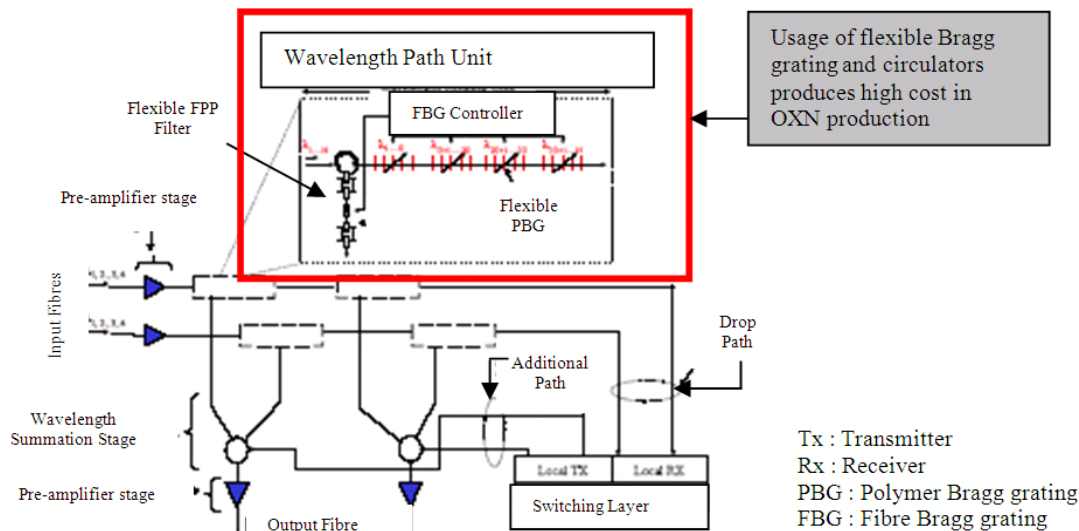 Wavelength Path Unit
Usage of flexible Bragg
grating and circulators
produces high cost in
OXN production
Flexible FPP
Filter
FBG Controller
Flexible
PBG
Pre-amplifier stage
Input Fibres
Drop
Path
Additional
Path
Wavelength
Summation Stage
Local TX
Local RX
Pre-amplifier stage
Switching Layer
Output Fibre
Tx : Transmitter
Rx : Receiver
PBG : Polymer Bragg grating
FBG : Fibre Bragg grating